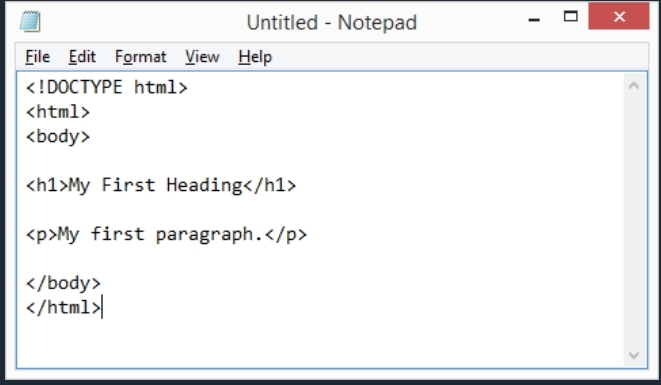 Untitled - Notepad
File Edit Format View Help
<!DOCTYPE html>
<html>
<body>
<h1>My First Heading</h1>
<p>My first paragraph.</p>
</body>
</html>